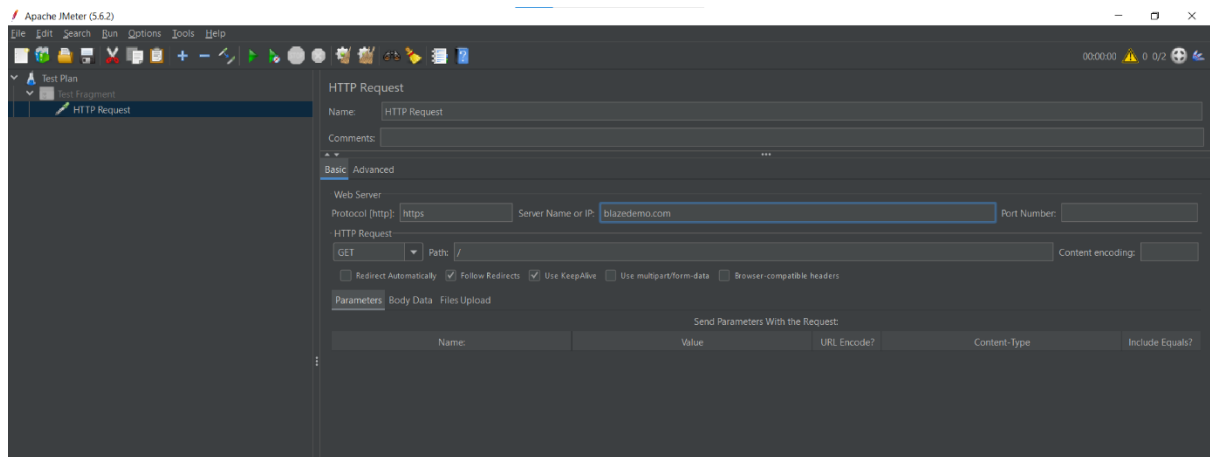 Apache JMeter (5.6.2)
File Edit Search Run Options Tools Help
00:00:00 0 0/2
Test Plan
Test Fragment
HTTP Request
HTTP Request
Name: HTTP Request
Comments:
Basic Advanced
Web Server
Protocol [http]: https Server Name or IP: blazedemo.com Port Number:
HTTP Request
GET Path: / Content encoding:
Redirect Automatically Follow Redirects Use KeepAlive Use multipart/form-data Browser-compatible headers
Parameters Body Data Files Upload
Send Parameters With the Request:
Name: Value URL Encode? Content-Type Include Equals?